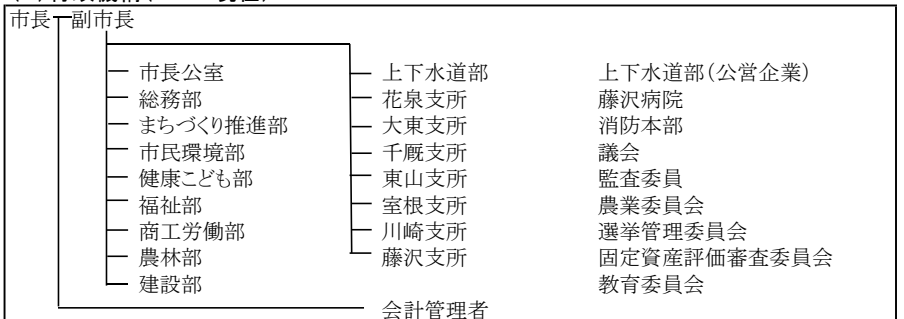 市長 副市長
市長公室 上下水道部 上下水道部(公営企業)
総務部 花泉支所 藤沢病院
まちづくり推進部 大東支所 消防本部
市民環境部 千厩支所 議会
健康こども部 東山支所 監査委員
福祉部 室根支所 農業委員会
商工労働部 川崎支所 選挙管理委員会
農林部 藤沢支所 固定資産評価審査委員会
建設部 教育委員会
会計管理者